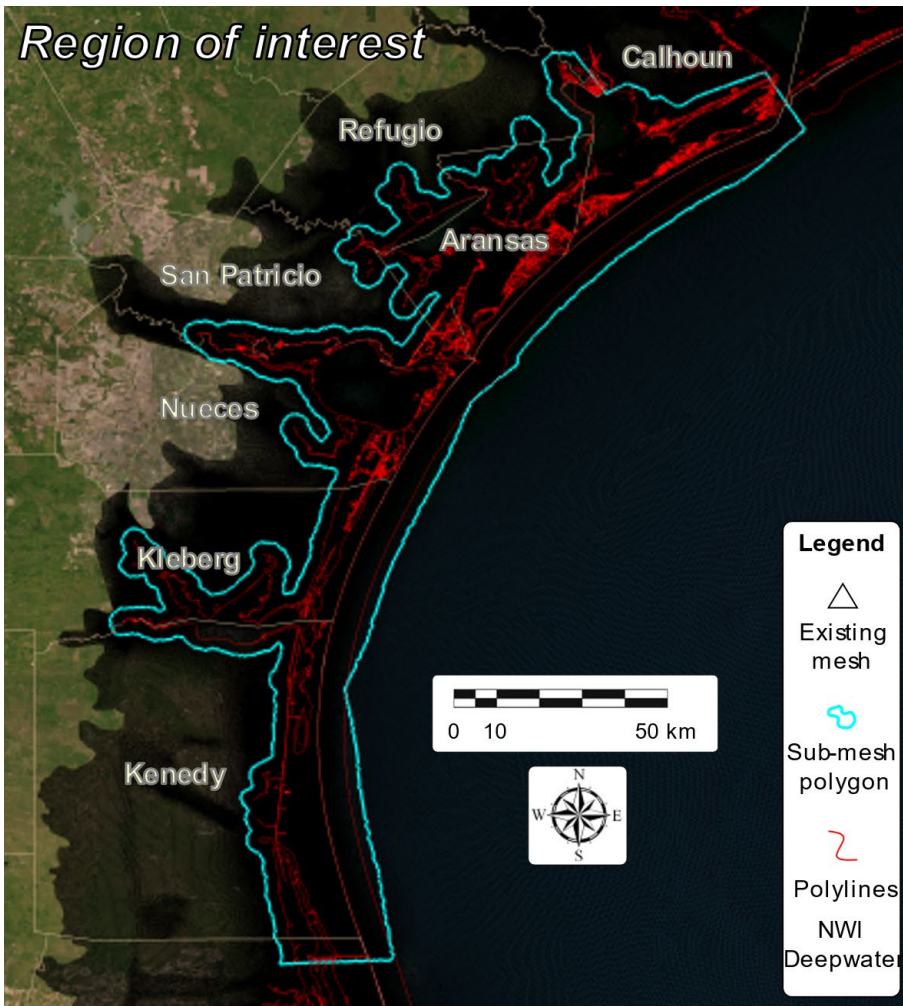 Region of interest
Calhoun
Refugio
Aransas
San Patricio
Nueces
Kleberg
Kenedy
Legend
Existing
mesh
Sub-mesh
polygon
Polylines
NWI
Deepwater
0 10 50 km
N
W E
S